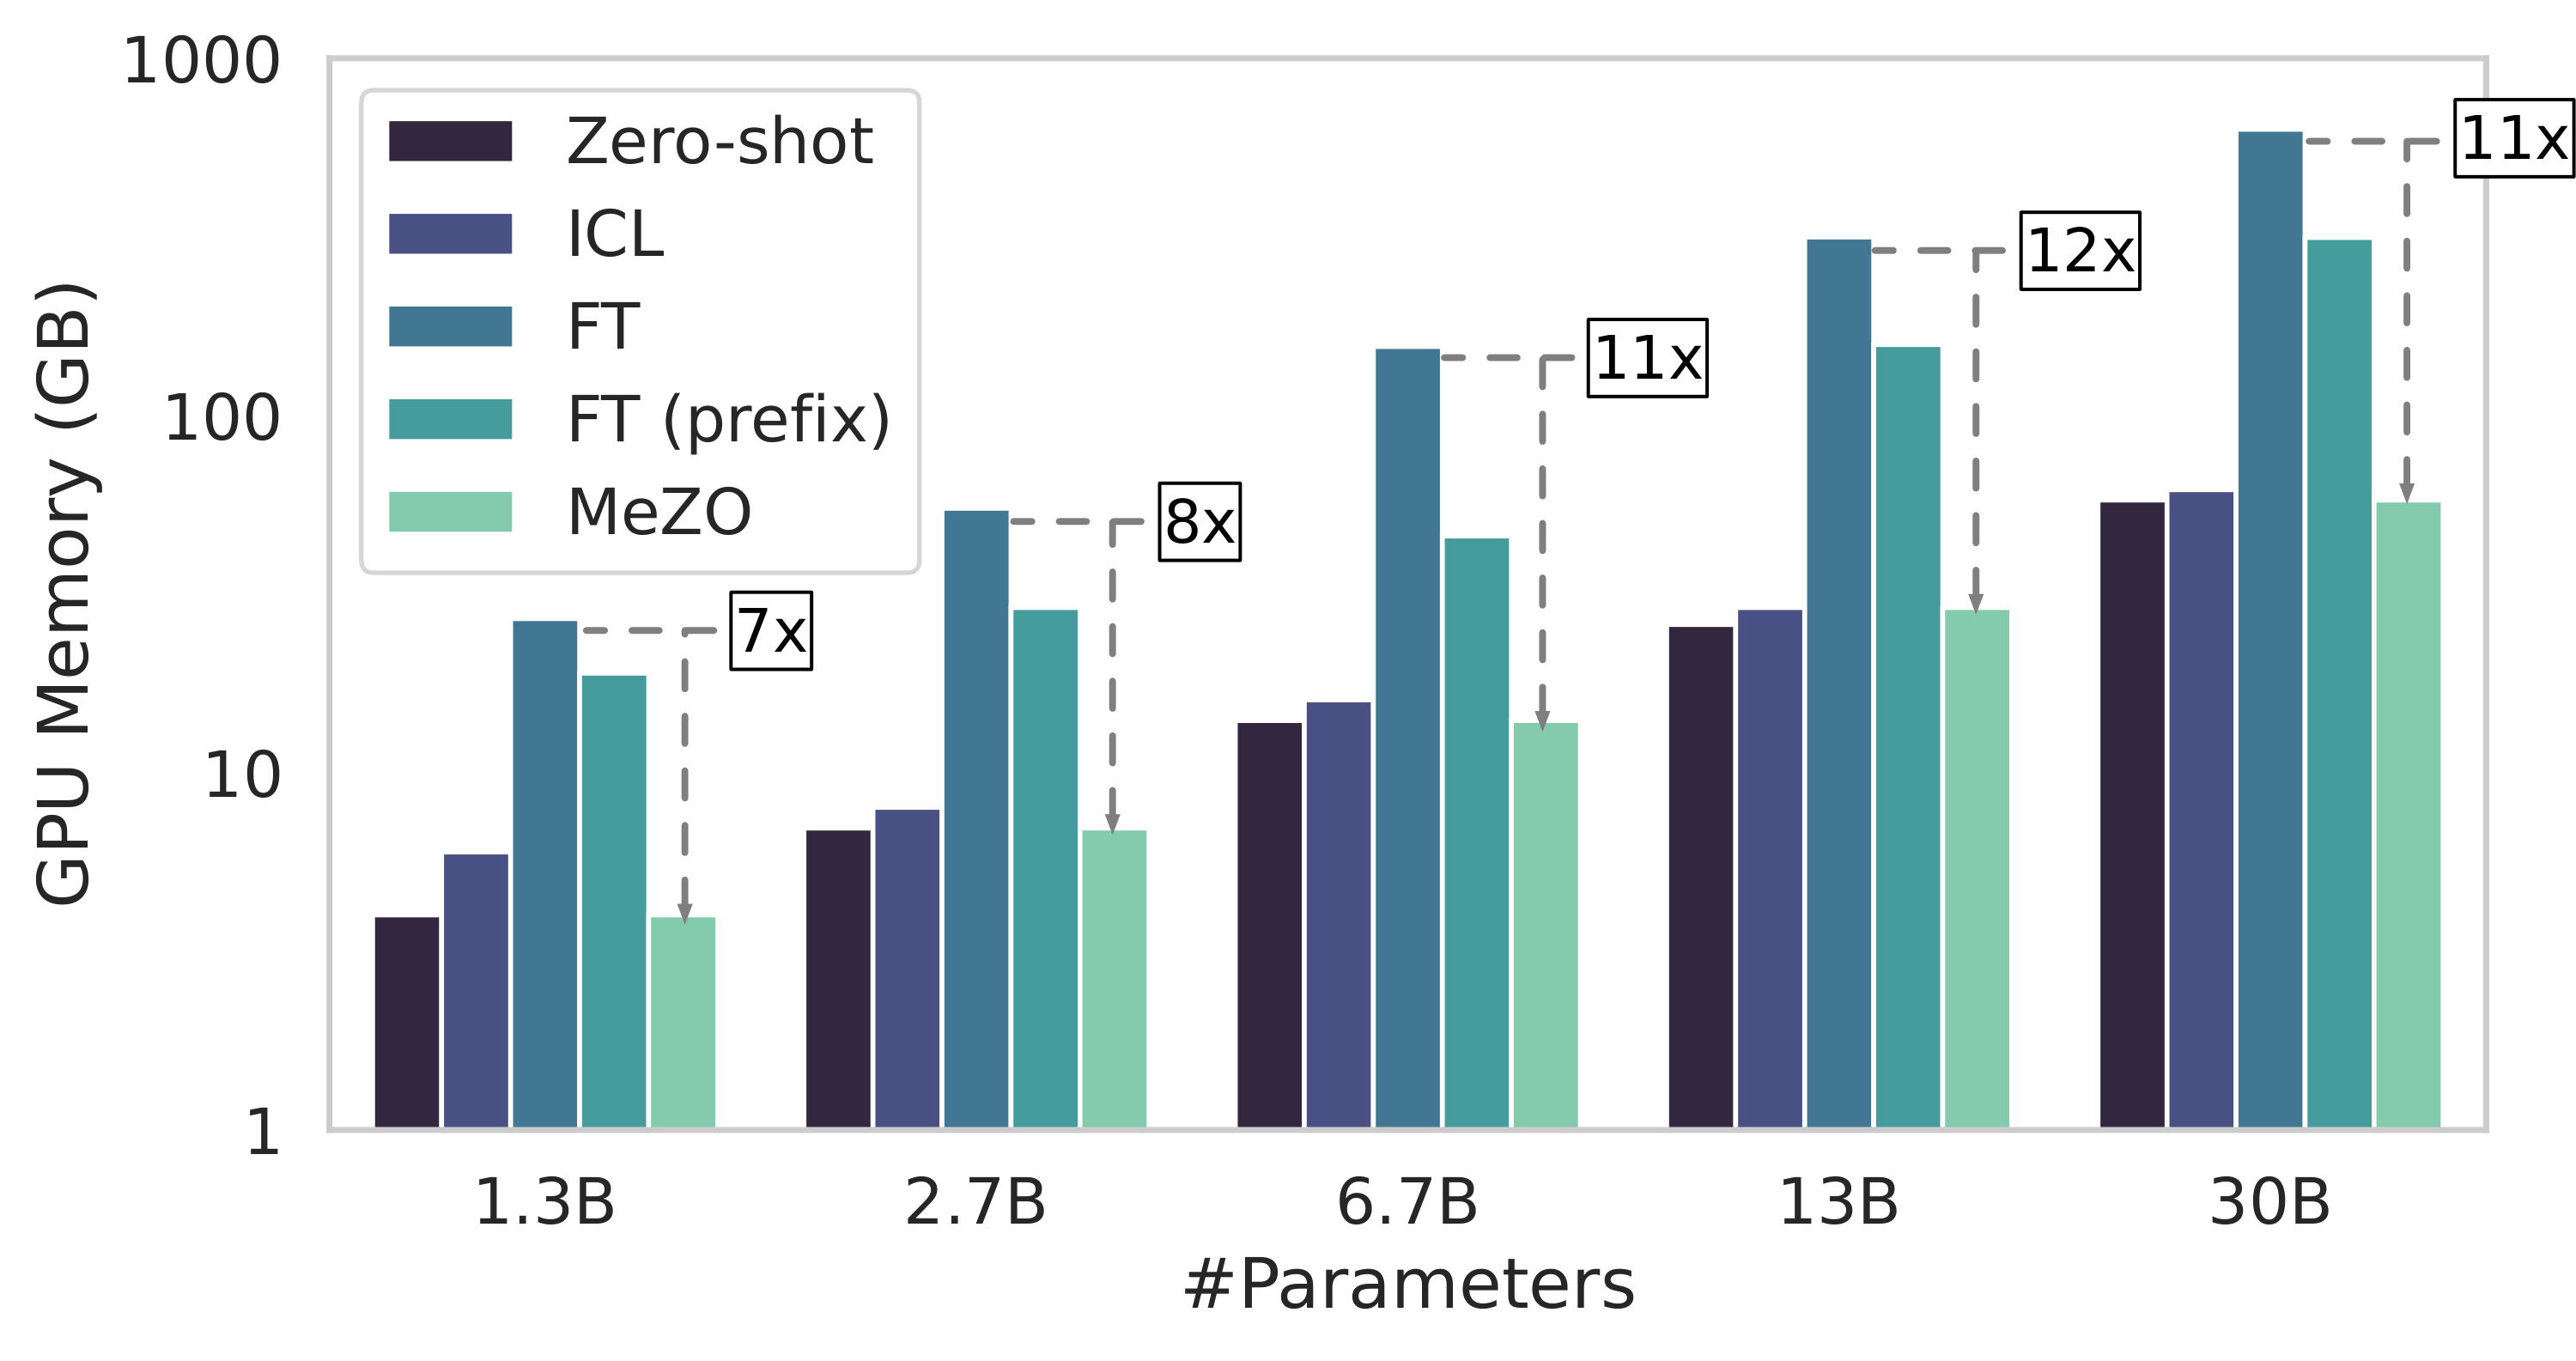 GPU Memory (GB)
1000
100
10
1
Zero-shot
ICL
FT
FT (prefix)
MeZO
7x
8x
11x
12x
11x
1.3B
2.7B
6.7B
13B
30B
#Parameters